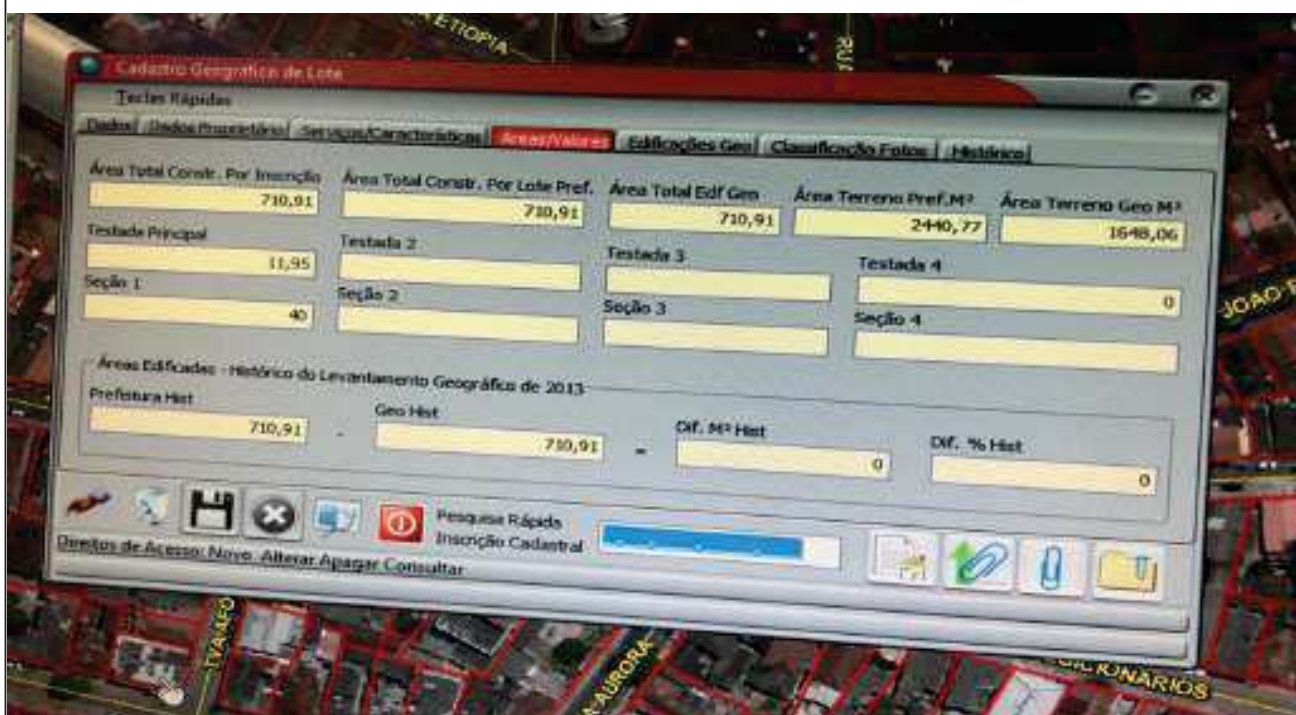 A ETIOPIA
RUA
Cadastro Geográfico de Lote
Teclas Rápidas
Dados Dados Proprietário Serviços/Características Áreas/Valores Edificações Geo Classificação Fotos Histórico
Área Total Constr. Por Inscrição Área Total Constr. Por Lote Pref. Área Total Edf Geo Área Terreno Pref.M² Área Terreno Geo M²
710,91 710,91 710,91 2440,77 1648,06
Testada Principal Testada 2 Testada 3 Testada 4
11,95 0
Seção 1 Seção 2 Seção 3 Seção 4
40
Áreas Edificadas - Histórico do Levantamento Geográfico de 2013
Prefeitura Hist Geo Hist Dif. M² Hist Dif. % Hist
710,91 - 710,91 = 0 0
Pesquisa Rápida
Inscrição Cadastral
Direitos de Acesso: Novo Alterar Apagar Consultar
JOAO
AURORA